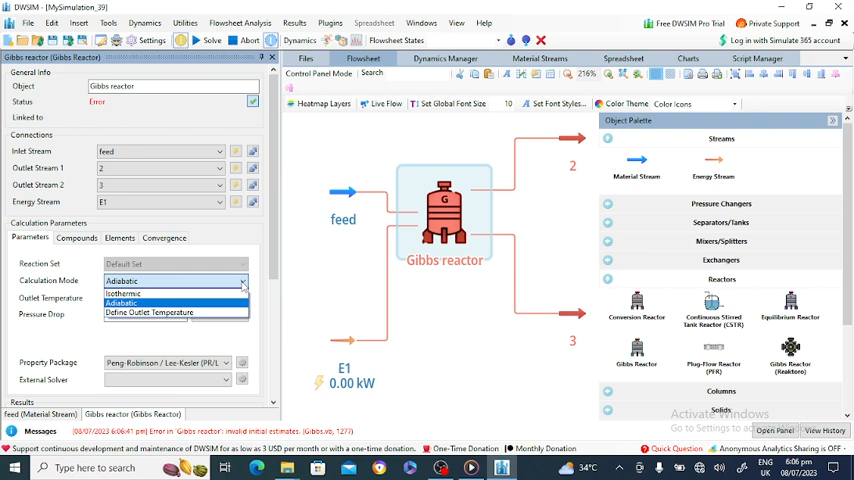 DWSIM - [MySimulation_39]
File Edit Insert Tools Dynamics Utilities Flowsheet Analysis Results Plugins Spreadsheet Windows View Help Free DWSIM Pro Trial Private Support
Settings Solve Abort Dynamics Flowsheet States Log in with Simulate 365 account
Gibbs reactor (Gibbs Reactor)
Files Flowsheet Dynamics Manager Material Streams Spreadsheet Charts Script Manager
Control Panel Mode Search 216%
Heatmap Layers Live Flow Set Global Font Size 10 Set Font Styles... Color Theme Color Icons
General Info
Object Gibbs reactor
Status Error
Linked to
Connections
Inlet Stream feed
Outlet Stream 1 2
Outlet Stream 2 3
Energy Stream E1
Calculation Parameters
Parameters Compounds Elements Convergence
Reaction Set Default Set
Calculation Mode Adiabatic
Isothermic
Adiabatic
Define Outlet Temperature
Outlet Temperature
Pressure Drop
Property Package Peng-Robinson / Lee-Kesler (PR/L
External Solver
Results
feed (Material Stream) Gibbs reactor (Gibbs Reactor)
feed
G
Gibbs reactor
2
3
E1
0.00 kW
Object Palette
Streams
Material Stream Energy Stream
Pressure Changers
Separators/Tanks
Mixers/Splitters
Exchangers
Reactors
Conversion Reactor Continuous Stirred Tank Reactor (CSTR) Equilibrium Reactor
Gibbs Reactor Plug-Flow Reactor (PFR) Gibbs Reactor (Reaktoro)
Columns
Solids
Activate Windows
Go to Settings to
Messages [08/07/2023 6:06:41 pm] Error in 'Gibbs reactor': invalid initial estimates. (Gibbs.vb, 1277) Open Panel View History
Support continuous development and maintenance of DWSIM for as low as 3 USD per month or with a one-time donation. One-Time Donation Monthly Donation Quick Question Anonymous Analytics Sharing is OFF
Type here to search 34°C ENG UK 6:06 pm 08/07/2023